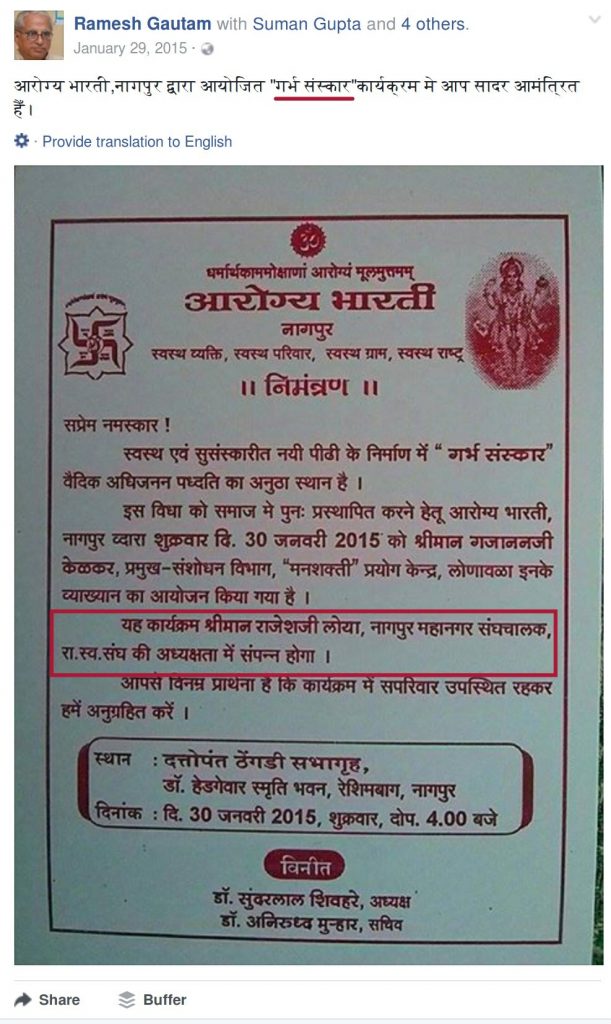 Ramesh Gautam with Suman Gupta and 4 others.
January 29, 2015 ·
आरोग्य भारती,नागपुर द्वारा आयोजित "गर्भ संस्कार"कार्यक्रम मे आप सादर आमंत्रित
हैं।
· Provide translation to English
ॐ
धर्मार्थकाममोक्षाणां आरोग्यं मूलमुत्तमम्
आरोग्य भारती
नागपुर
स्वस्थ व्यक्ति, स्वस्थ परिवार, स्वस्थ ग्राम, स्वस्थ राष्ट्र
।। निमंत्रण ।।
सप्रेम नमस्कार !
स्वस्थ एवं सुसंस्कारीत नयी पीढी के निर्माण में “ गर्भ संस्कार”
वैदिक अधिजनन पध्दति का अनुठा स्थान है ।
इस विधा को समाज मे पुनः प्रस्थापित करने हेतू आरोग्य भारती,
नागपुर व्दारा शुक्रवार दि. 30 जनवरी 2015 को श्रीमान गजाननजी
केळकर, प्रमुख-संशोधन विभाग, “मनशक्ती” प्रयोग केन्द्र, लोणावळा इनके
व्याख्यान का आयोजन किया गया है ।
यह कार्यक्रम श्रीमान राजेशजी लोया, नागपुर महानगर संघचालक,
रा.स्व.संघ की अध्यक्षता में संपन्न होगा ।
आपसे विनम्र प्रार्थना है कि कार्यक्रम में सपरिवार उपस्थित रहकर
हमें अनुग्रहित करें ।
स्थान : दत्तोपंत ठेंगडी सभागृह,
डॉ. हेडगेवार स्मृति भवन, रेशिमबाग, नागपुर
दिनांक : दि. 30 जनवरी 2015, शुक्रवार, दोप. 4.00 बजे
विनीत
डॉ. सुंदरलाल शिवहरे, अध्यक्ष
डॉ. अनिरुध्द मुऱ्हार, सचिव
Share Buffer